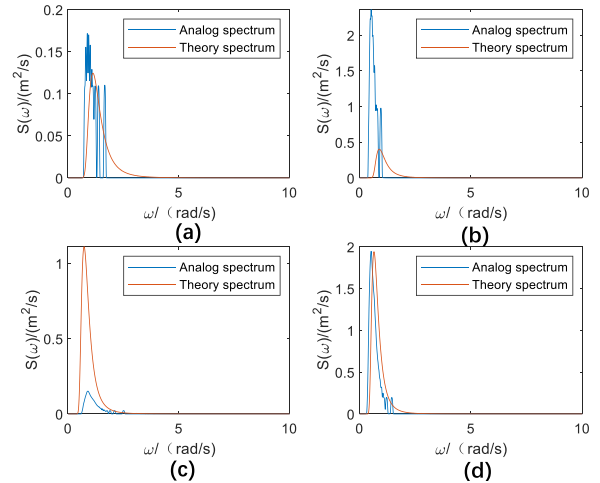 0.2
0.15
0.1
0.05
0
S(ω)/(m²/s)
Analog spectrum
Theory spectrum
0 5 10
ω/（rad/s)
(a)
2
1.5
1
0.5
0
S(ω)/(m²/s)
Analog spectrum
Theory spectrum
0 5 10
ω/（rad/s)
(b)
1
0.5
0
S(ω)/(m²/s)
Analog spectrum
Theory spectrum
0 5 10
ω/（rad/s)
(c)
2
1.5
1
0.5
0
S(ω)/(m²/s)
Analog spectrum
Theory spectrum
0 5 10
ω/（rad/s)
(d)